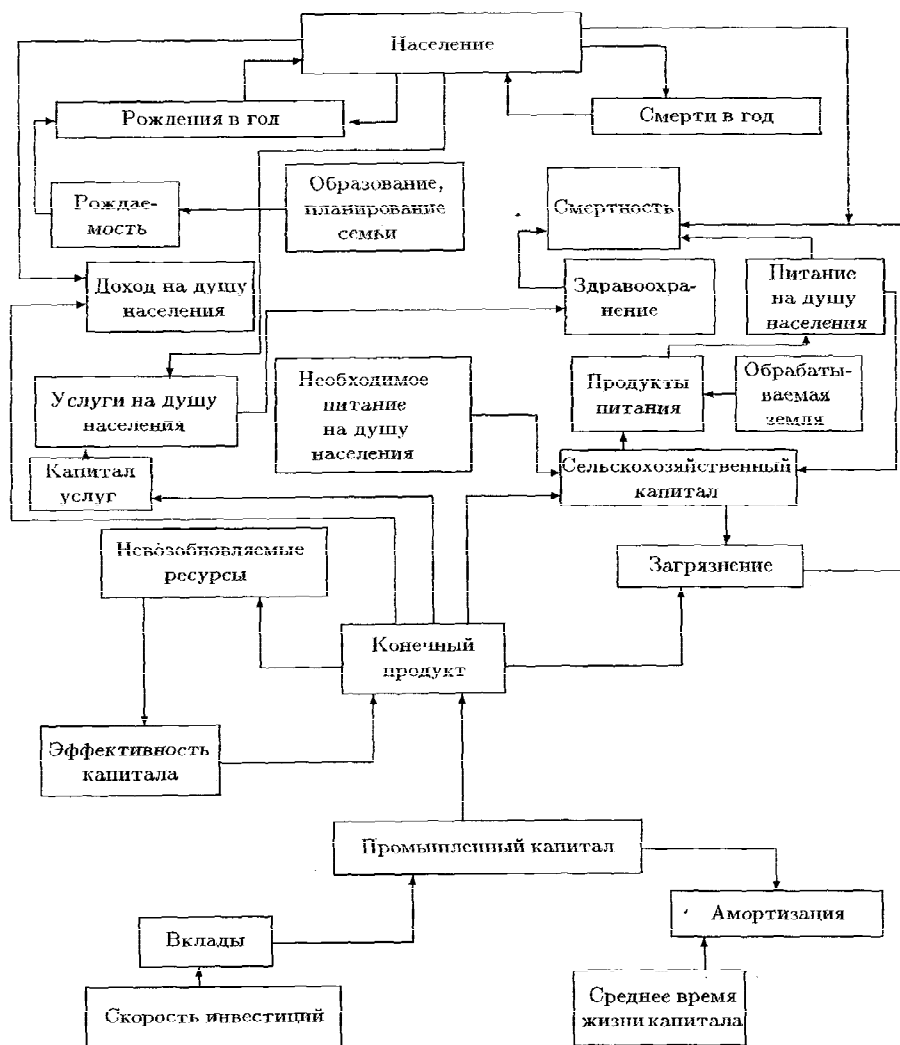 Население
Рождения в год
Смерти в год
Рождае-
мость
Образование,
планирование
семьи
Смертность
Доход на душу
населения
Здравоохра-
нение
Питание
на душу
населения
Услуги на душу
населения
Необходимое
питание
на душу
населения
Продукты
питания
Обрабаты-
ваемая
земля
Капитал
услуг
Сельскохозяйственный
капитал
Невозобновляемые
ресурсы
Загрязнение
Конечный
продукт
Эффективность
капитала
Промышленный капитал
Амортизация
Вклады
Скорость инвестиций
Среднее время
жизни капитала